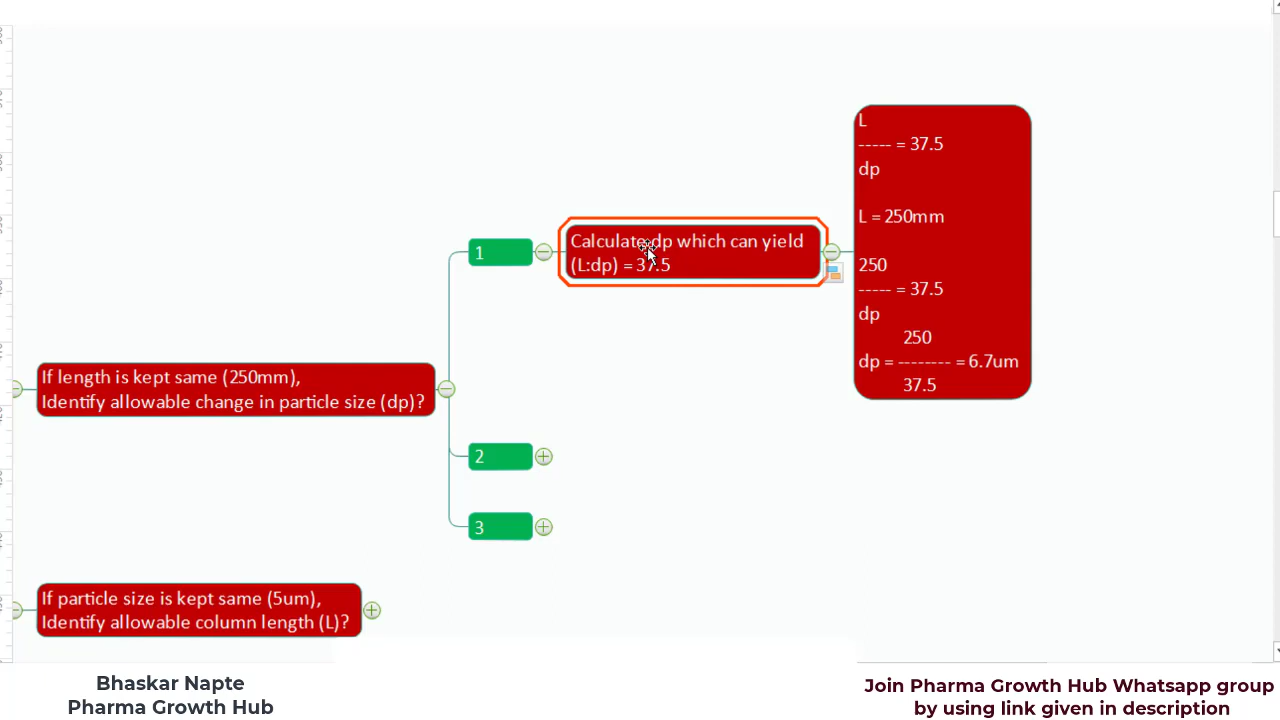 If length is kept same (250mm),
Identify allowable change in particle size (dp)?
1
Calculate dp which can yield
(L:dp) = 37.5
L
----- = 37.5
dp
L = 250mm
250
----- = 37.5
dp
250
dp = -------- = 6.7um
37.5
2
3
If particle size is kept same (5um),
Identify allowable column length (L)?
Bhaskar Napte
Pharma Growth Hub
Join Pharma Growth Hub Whatsapp group
by using link given in description